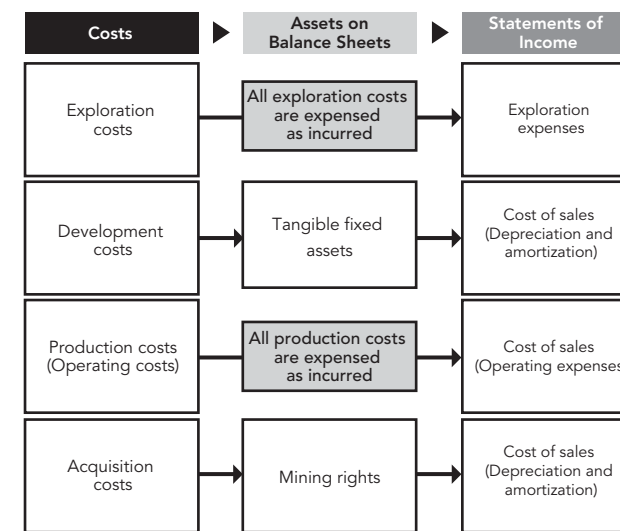 Costs
Assets on
Balance Sheets
Statements of
Income
Exploration
costs
All exploration costs
are expensed
as incurred
Exploration
expenses
Development
costs
Tangible fixed
assets
Cost of sales
(Depreciation and
amortization)
Production costs
(Operating costs)
All production costs
are expensed
as incurred
Cost of sales
(Operating expenses
Acquisition
costs
Mining rights
Cost of sales
(Depreciation and
amortization)